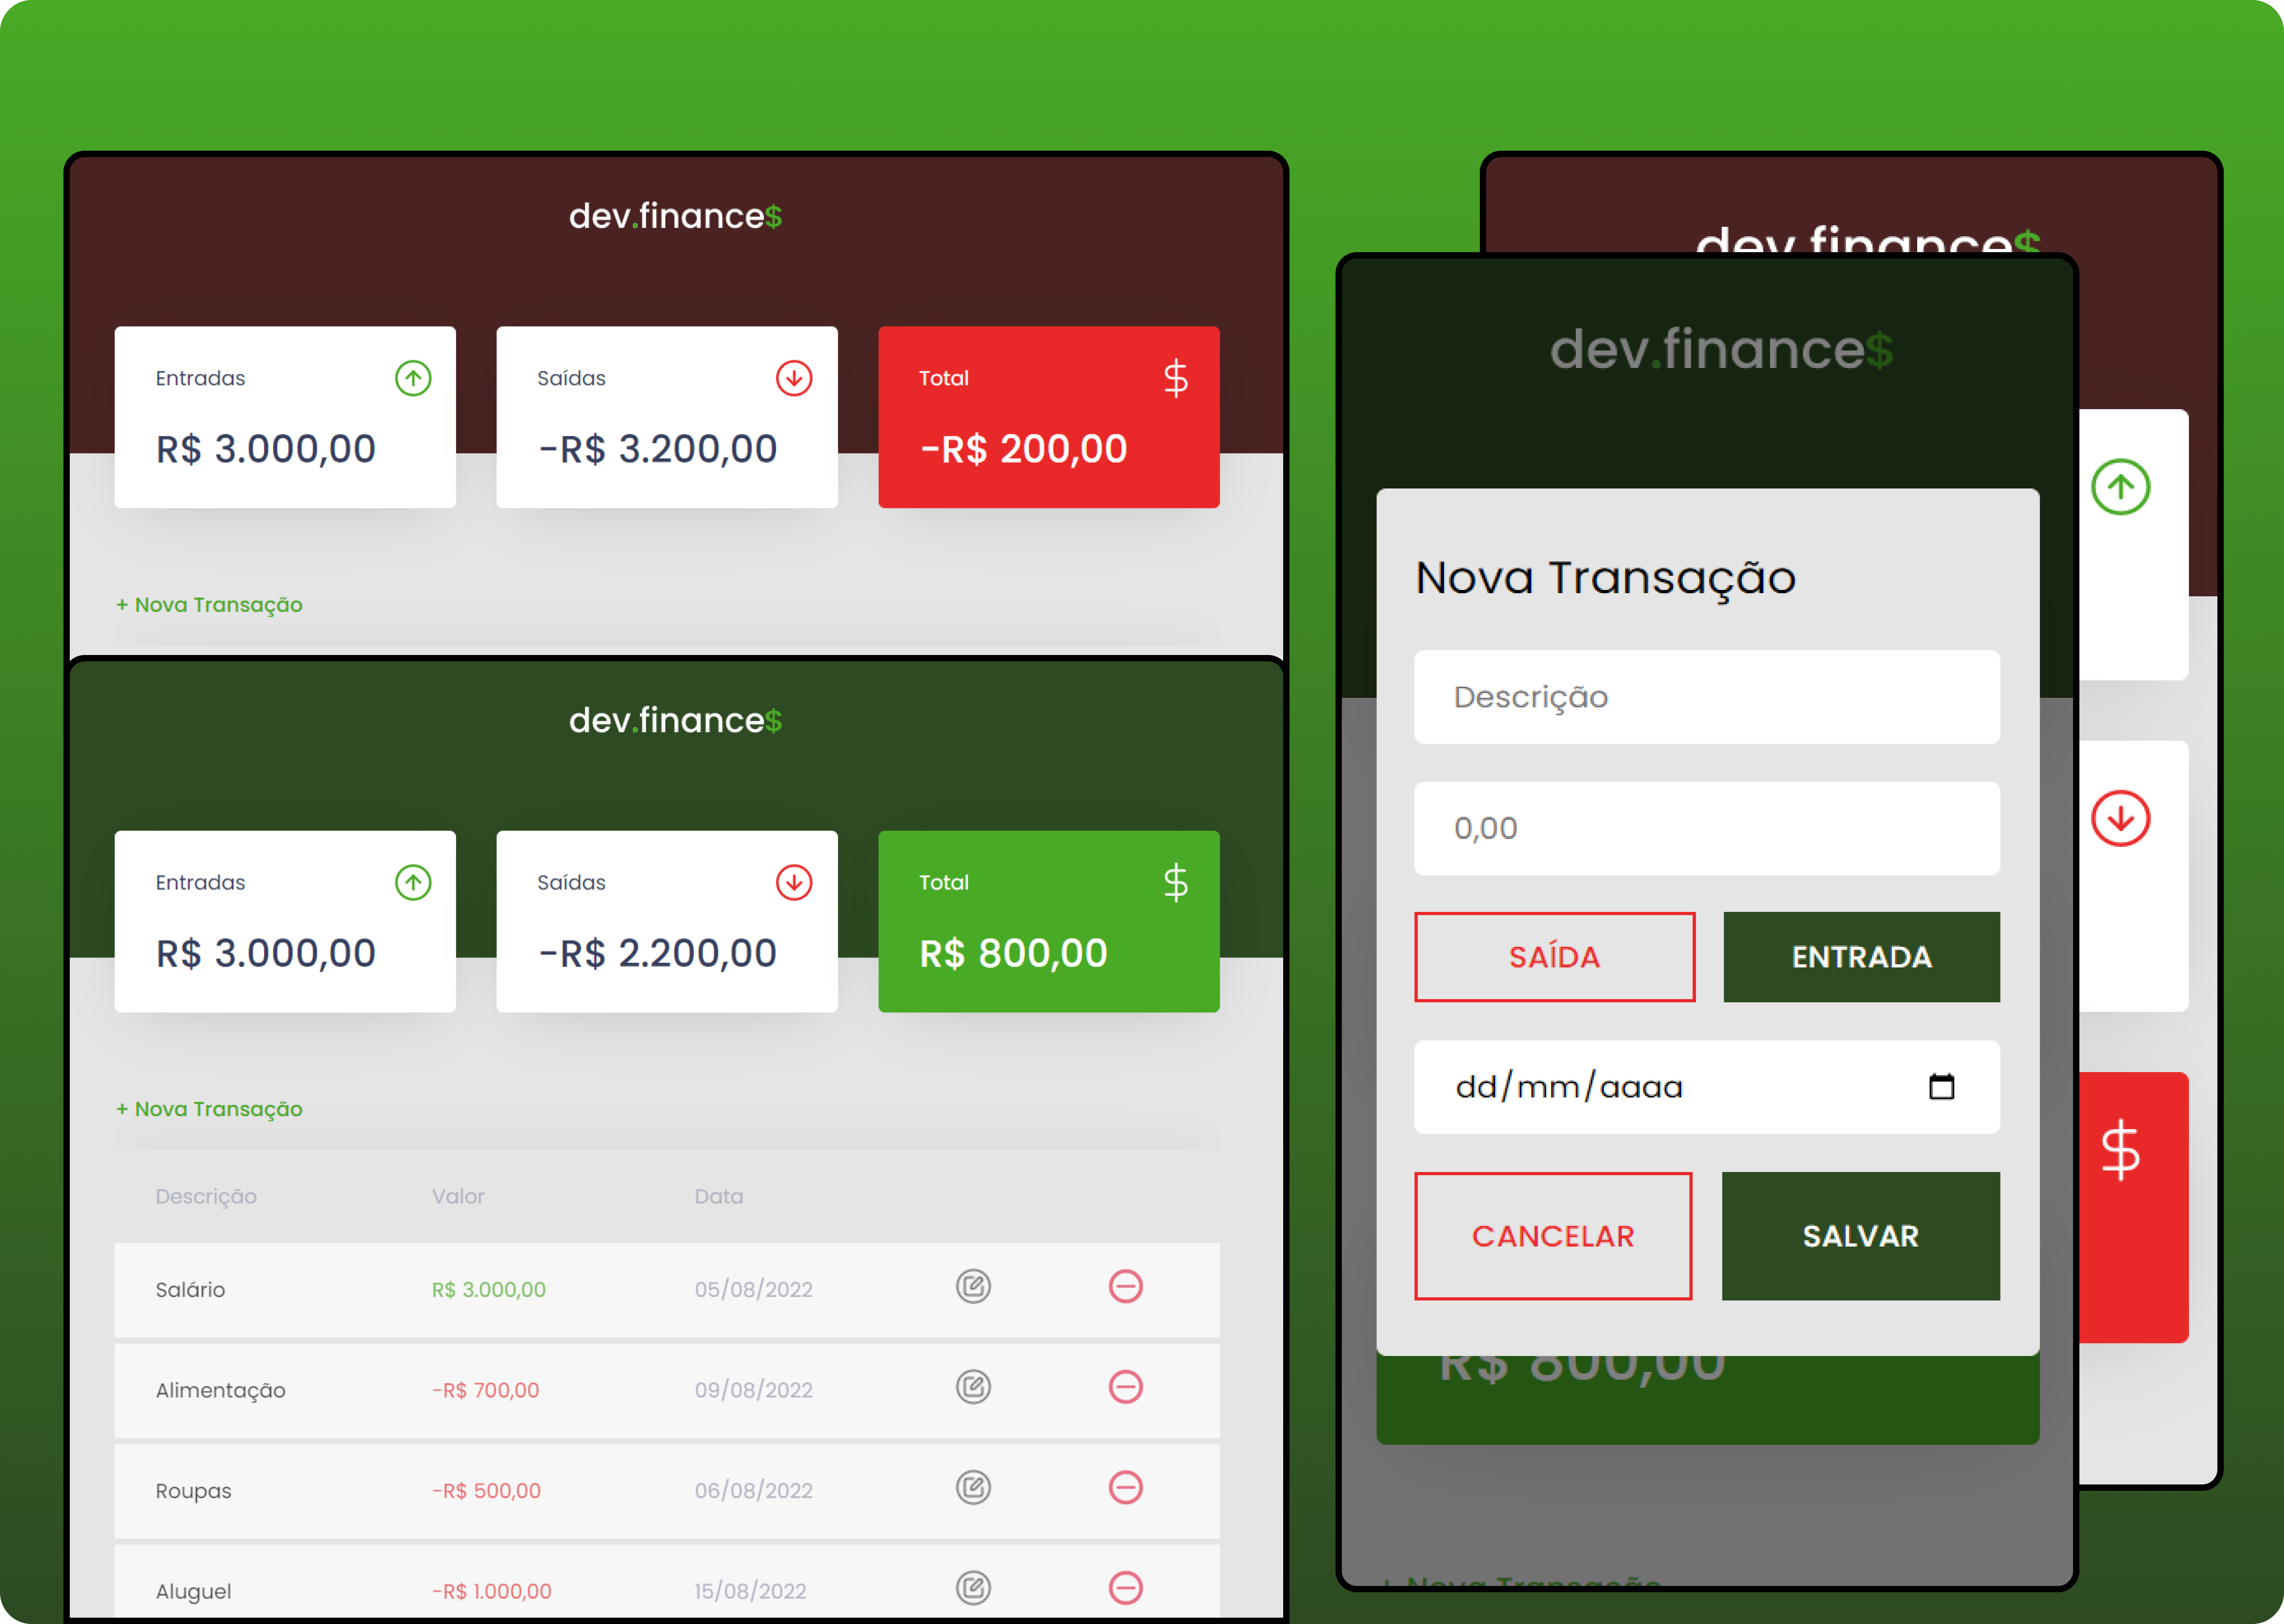 dev.finance$
Entradas
R$ 3.000,00
Saídas
-R$ 3.200,00
Total
-R$ 200,00
+ Nova Transação
dev.finance$
Entradas
R$ 3.000,00
Saídas
-R$ 2.200,00
Total
R$ 800,00
+ Nova Transação
Descrição Valor Data
Salário R$ 3.000,00 05/08/2022
Alimentação -R$ 700,00 09/08/2022
Roupas -R$ 500,00 06/08/2022
Aluguel -R$ 1.000,00 15/08/2022
dev.finance$
dev.finance$
Nova Transação
Descrição
0,00
SAÍDA ENTRADA
dd/mm/aaaa
CANCELAR SALVAR
R$ 800,00
+ Nova Transação